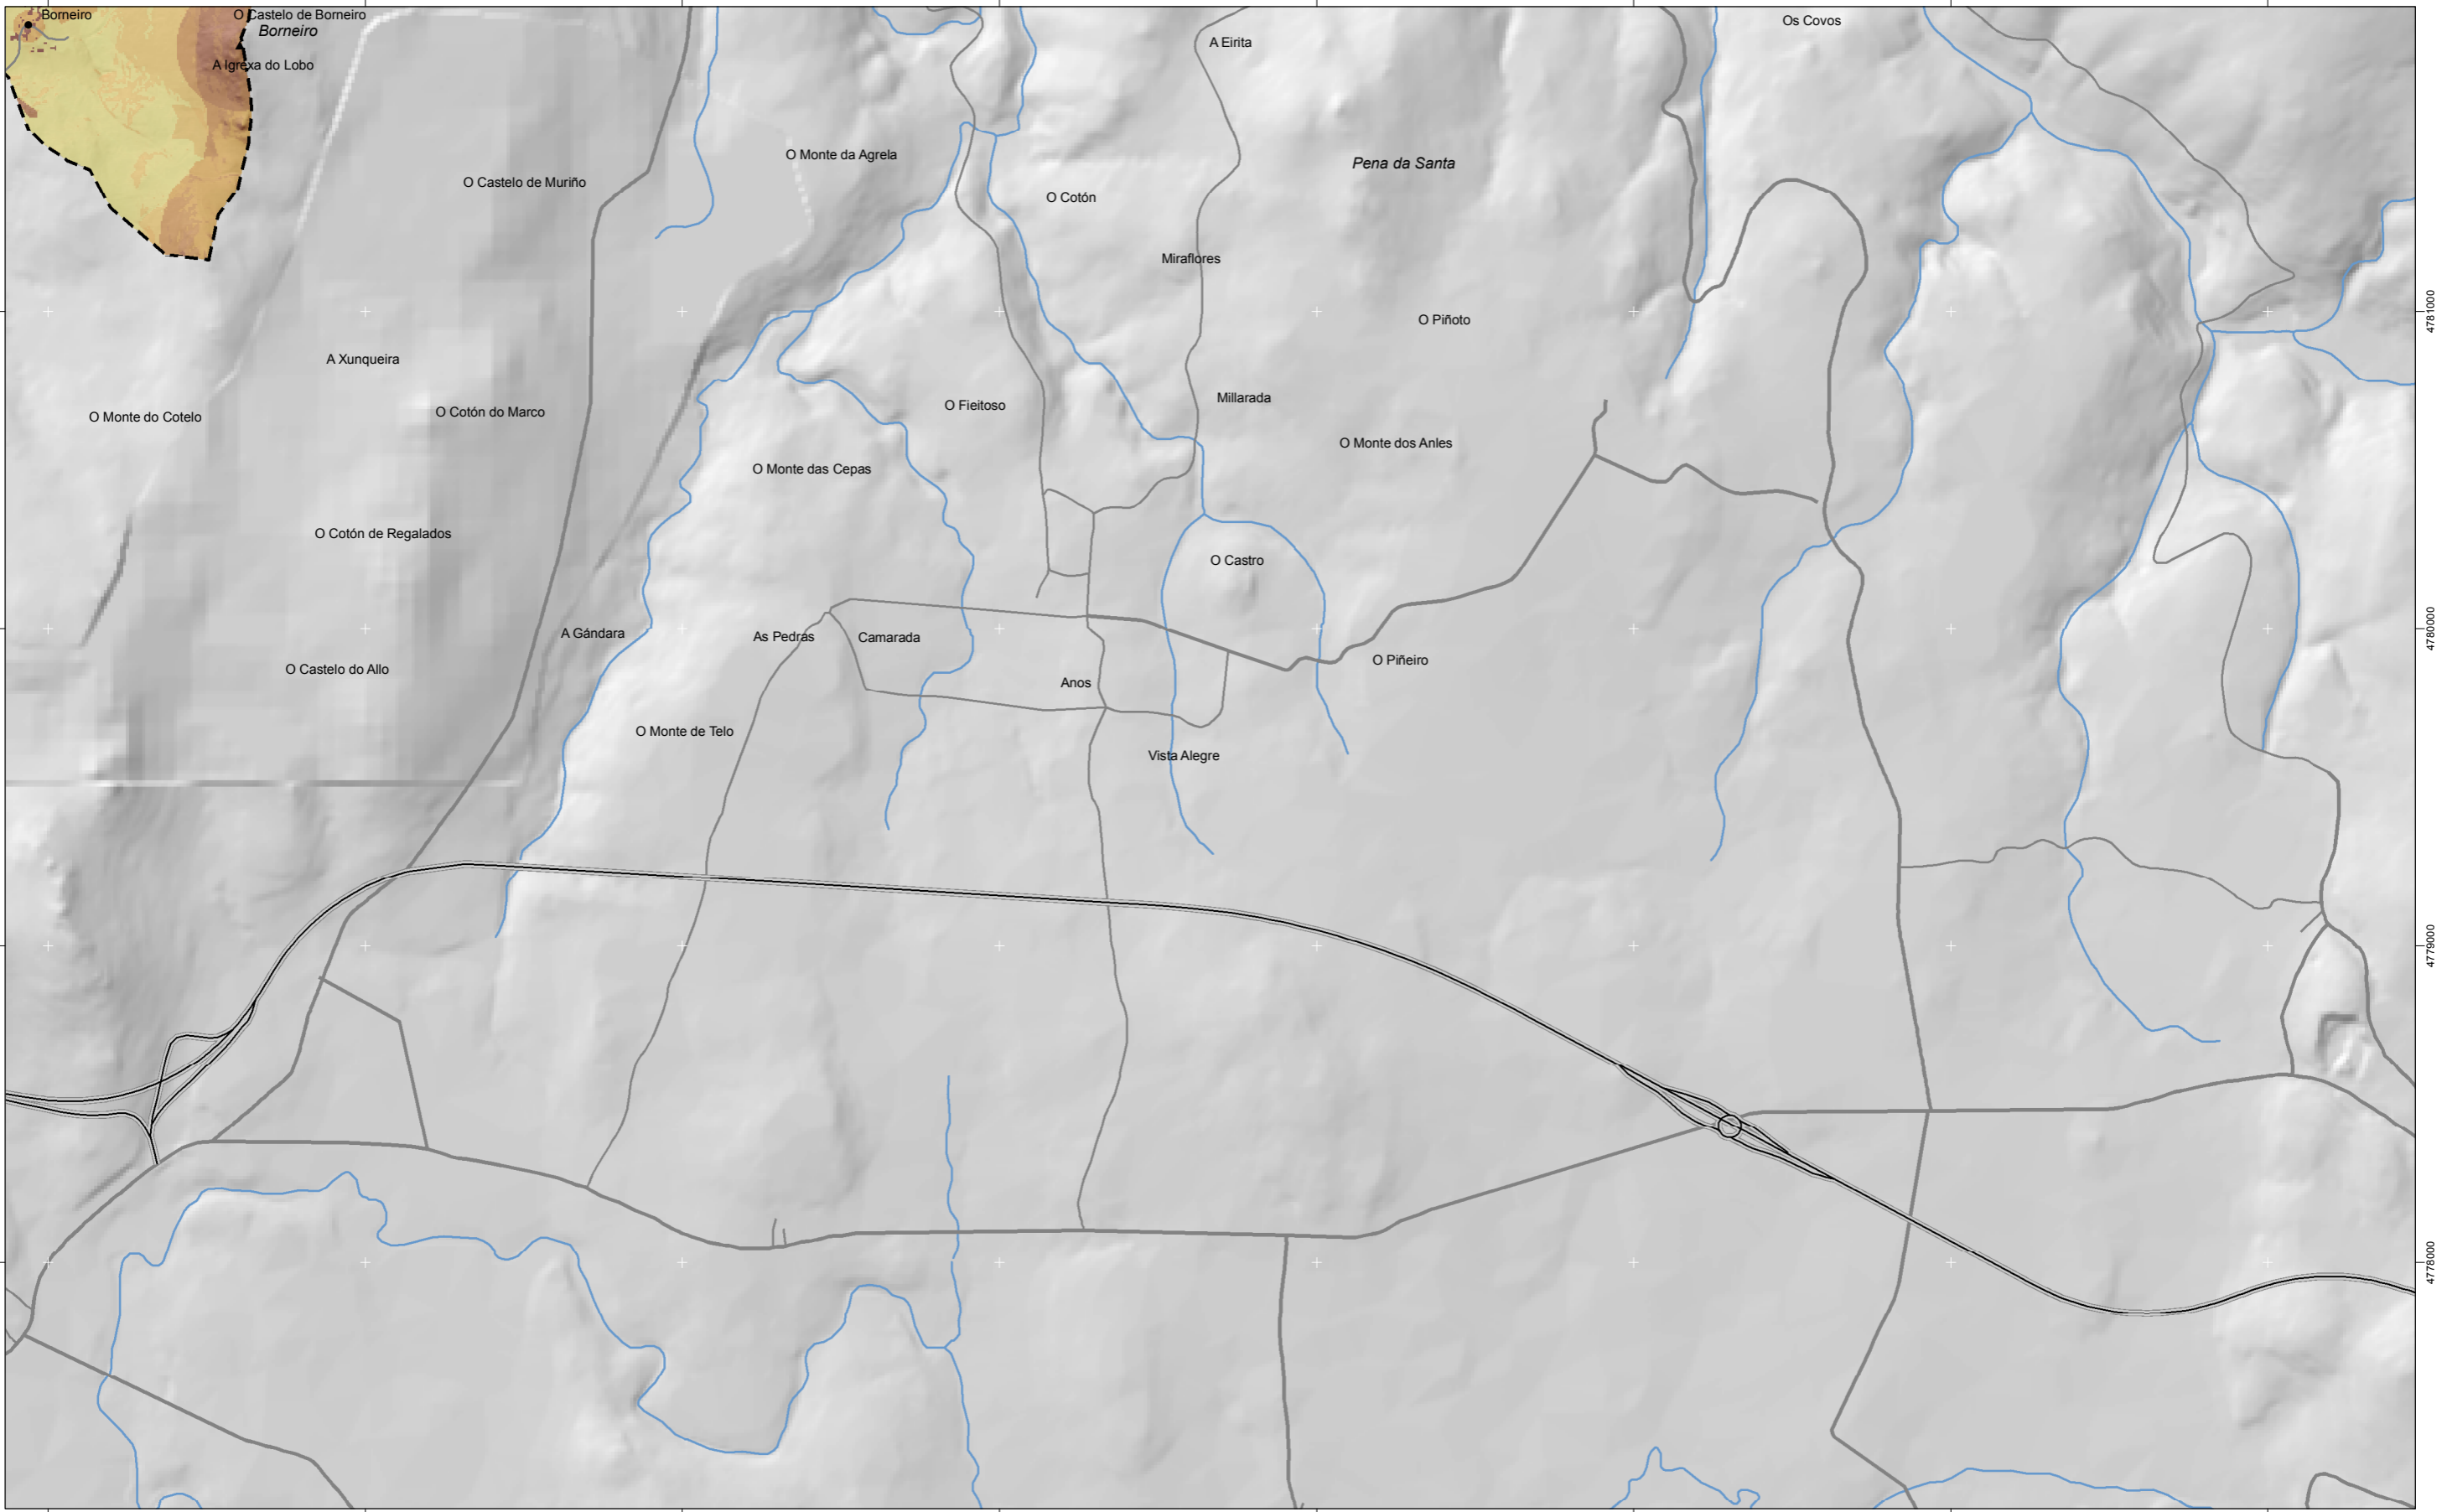 Borneiro
O Castelo de Borneiro
Borneiro
A Igrexa do Lobo
A Eirita
Os Covos
O Monte da Agrela
Pena da Santa
O Castelo de Muriño
O Cotón
Miraflores
4781000
O Piñoto
A Xunqueira
O Monte do Cotelo
O Cotón do Marco
O Fieitoso
Millarada
O Monte dos Anles
O Monte das Cepas
O Cotón de Regalados
O Castro
A Gándara
As Pedras
Camarada
4780000
O Castelo do Allo
O Piñeiro
Anos
O Monte de Telo
Vista Alegre
4779000
4778000